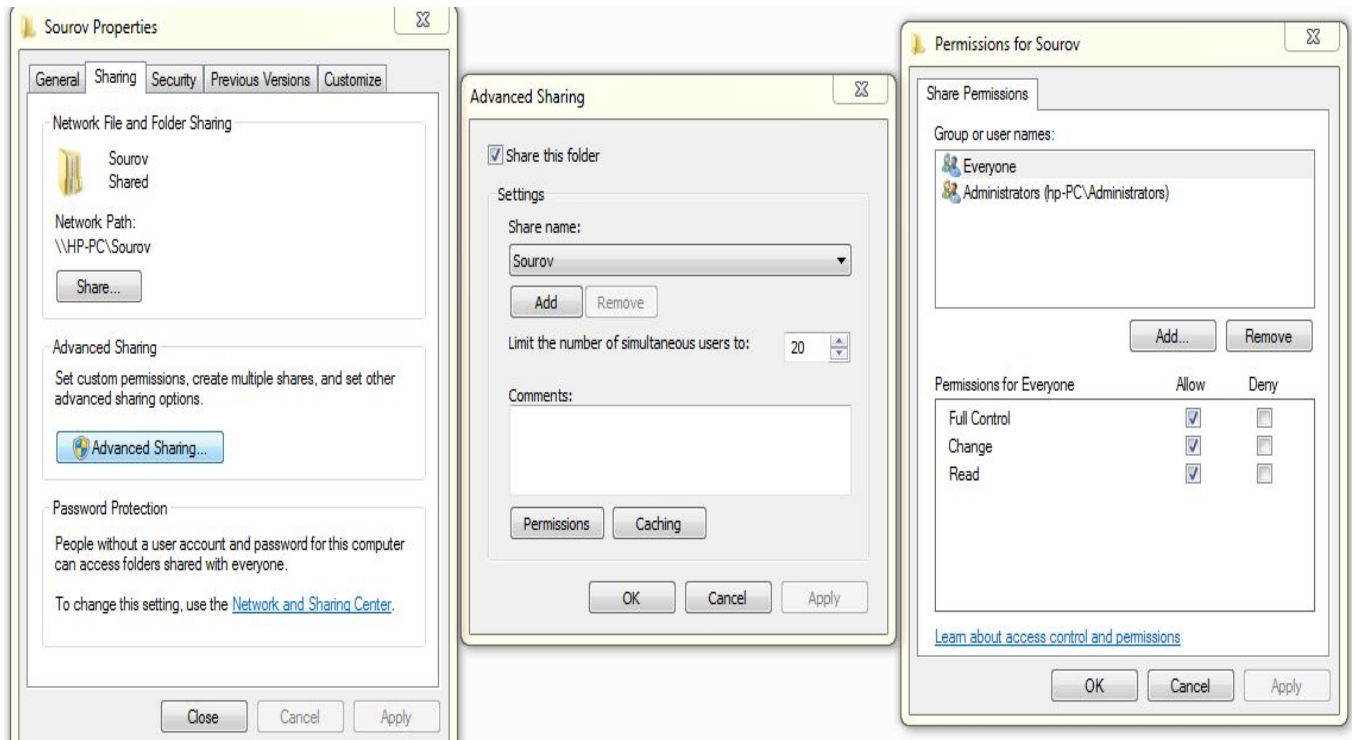 Sourov Properties
General
Sharing
Security
Previous Versions
Customize
Network File and Folder Sharing
Sourov
Shared
Network Path:
\\HP-PC\Sourov
Share...
Advanced Sharing
Set custom permissions, create multiple shares, and set other
advanced sharing options.
Advanced Sharing...
Password Protection
People without a user account and password for this computer
can access folders shared with everyone.
To change this setting, use the Network and Sharing Center.
Close
Cancel
Apply
Advanced Sharing
Share this folder
Settings
Share name:
Sourov
Add
Remove
Limit the number of simultaneous users to:
20
Comments:
Permissions
Caching
OK
Cancel
Apply
Permissions for Sourov
Share Permissions
Group or user names:
Everyone
Administrators (hp-PC\Administrators)
Add...
Remove
Permissions for Everyone
Allow
Deny
Full Control
Change
Read
Learn about access control and permissions
OK
Cancel
Apply